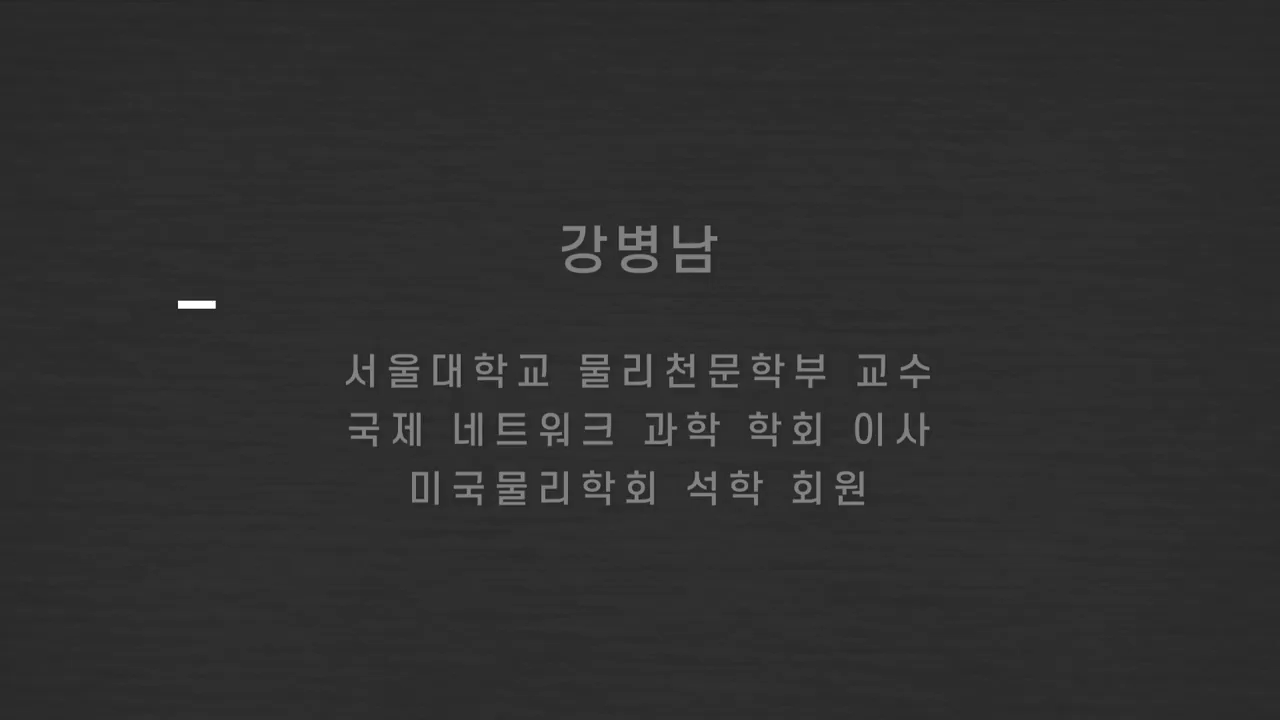 강병남
서울대학교 물리천문학부 교수
국제 네트워크 과학 학회 이사
미국물리학회 석학 회원